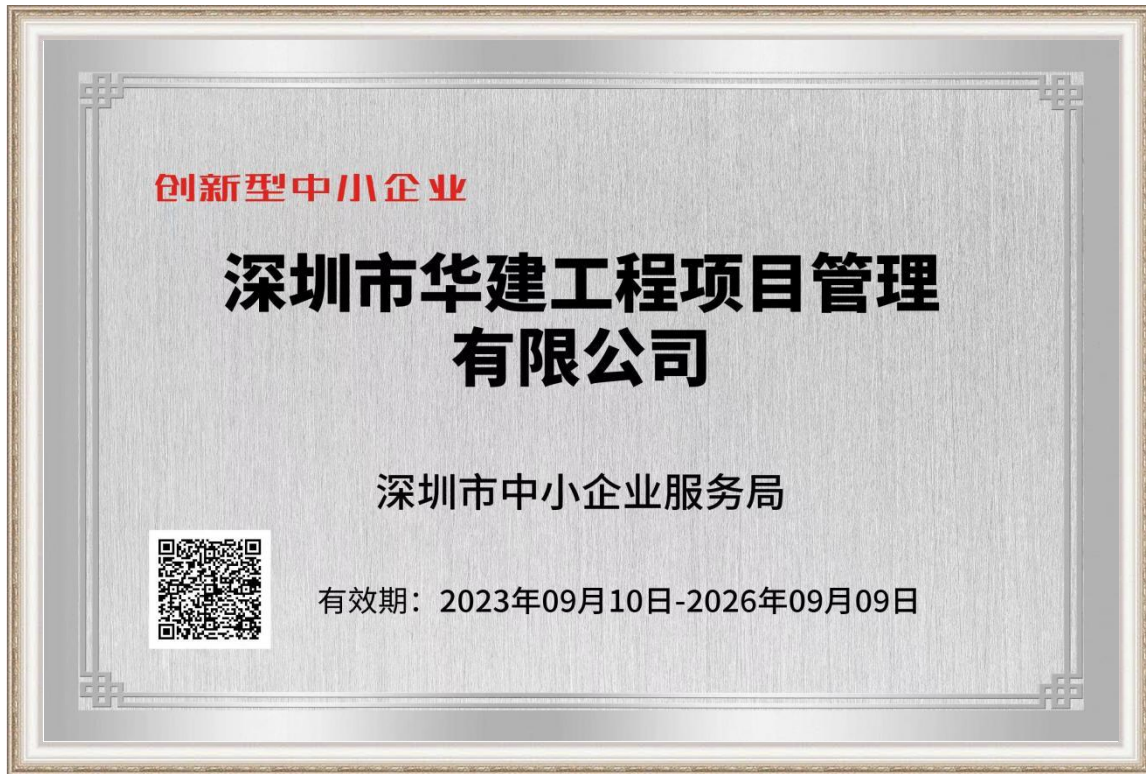 创新型中小企业
深圳市华建工程项目管理
有限公司
深圳市中小企业服务局
有效期：2023年09月10日-2026年09月09日